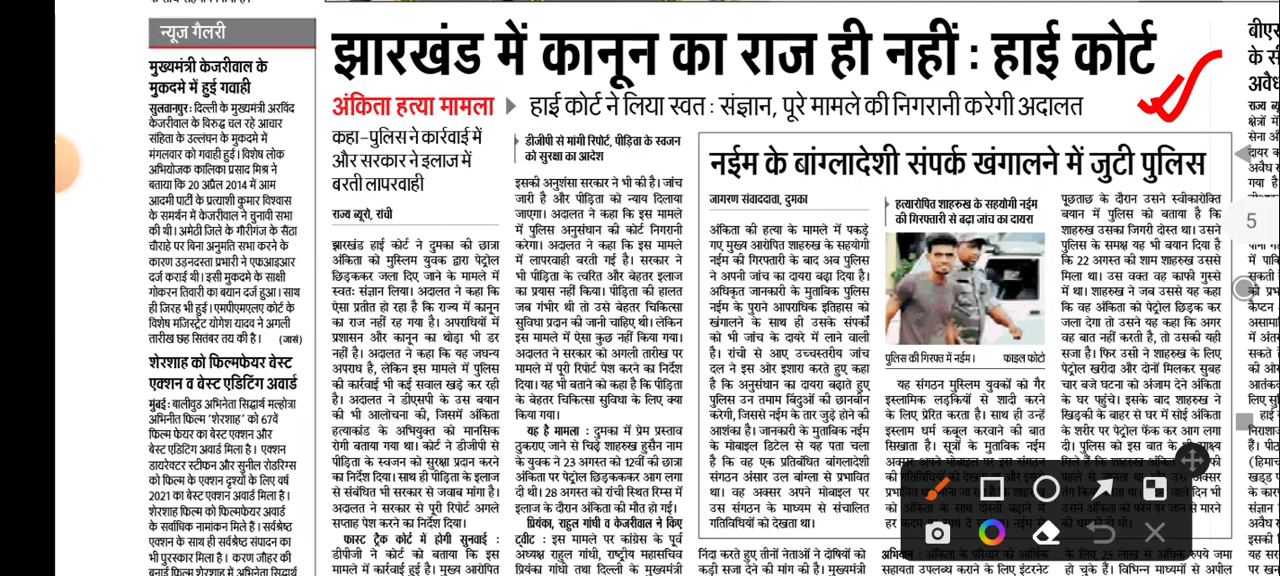 न्यूज गैलरी
मुख्यमंत्री केजरीवाल के
मुकदमे में हुई गवाही
सुलतानपुर : दिल्ली के मुख्यमंत्री अरविंद
केजरीवाल के विरुद्ध चल रहे आचार
संहिता के उल्लंघन के मुकदमे में
मंगलवार को गवाही हुई। विशेष लोक
अभियोजक कालिका प्रसाद मिश्र ने
बताया कि 20 अप्रैल 2014 में आम
आदमी पार्टी के प्रत्याशी कुमार विश्वास
के समर्थन में केजरीवाल ने चुनावी सभा
की थी। अमेठी जिले के गौरीगंज के सैंठा
चौराहे पर बिना अनुमति सभा करने के
कारण उड़नदस्ता प्रभारी ने एफआइआर
दर्ज कराई थी। इसी मुकदमे के साक्षी
गोकरन तिवारी का बयान दर्ज हुआ। साथ
ही जिरह भी हुई। एमपीएमएलए कोर्ट के
विशेष मजिस्ट्रेट योगेश यादव ने अगली
तारीख छह सितंबर तय की है। (जासं)
शेरशाह को फिल्मफेयर बेस्ट
एक्शन व बेस्ट एडिटिंग अवार्ड
मुंबई : बालीवुड अभिनेता सिद्धार्थ मल्होत्रा
अभिनीत फिल्म 'शेरशाह' को 67वें
फिल्म फेयर का बेस्ट एक्शन और
बेस्ट एडिटिंग अवार्ड मिला है। एक्शन
डायरेक्टर स्टीफन और सुनील रोडरिग्स
को फिल्म के एक्शन दृश्यों के लिए वर्ष
2021 का बेस्ट एक्शन अवार्ड मिला है।
शेरशाह फिल्म को फिल्मफेयर अवार्ड
के सर्वाधिक नामांकन मिले हैं। सर्वश्रेष्ठ
एक्शन के साथ ही सर्वश्रेष्ठ संपादन का
भी पुरस्कार मिला है। करण जौहर की
झारखंड में कानून का राज ही नहीं : हाई कोर्ट
अंकिता हत्या मामला हाई कोर्ट ने लिया स्वत: संज्ञान, पूरे मामले की निगरानी करेगी अदालत
कहा-पुलिस ने कार्रवाई में
और सरकार ने इलाज में
बरती लापरवाही
राज्य ब्यूरो, रांची
झारखंड हाई कोर्ट ने दुमका की छात्रा
अंकिता को मुस्लिम युवक द्वारा पेट्रोल
छिड़ककर जला दिए जाने के मामले में
स्वत: संज्ञान लिया। अदालत ने कहा कि
ऐसा प्रतीत हो रहा है कि राज्य में कानून
का राज नहीं रह गया है। अपराधियों में
प्रशासन और कानून का थोड़ा भी डर
नहीं है। अदालत ने कहा कि यह जघन्य
अपराध है, लेकिन इस मामले में पुलिस
की कार्रवाई भी कई सवाल खड़े कर रही
है। अदालत ने डीएसपी के उस बयान
की भी आलोचना की, जिसमें अंकिता
हत्याकांड के अभियुक्त को मानसिक
रोगी बताया गया था। कोर्ट ने डीजीपी से
पीड़िता के स्वजन को सुरक्षा प्रदान करने
का निर्देश दिया। साथ ही पीड़िता के इलाज
से संबंधित भी सरकार से जवाब मांगा है।
अदालत ने सरकार से पूरी रिपोर्ट अगले
सप्ताह पेश करने का निर्देश दिया।
फास्ट ट्रैक कोर्ट में होगी सुनवाई :
डीपीजी ने कोर्ट को बताया कि इस
मामले में कार्रवाई हुई है। मुख्य आरोपित
डीजीपी से मांगी रिपोर्ट, पीड़िता के स्वजन
को सुरक्षा का आदेश
इसकी अनुशंसा सरकार ने भी की है। जांच
जारी है और पीड़िता को न्याय दिलाया
जाएगा। अदालत ने कहा कि इस मामले
में पुलिस अनुसंधान की कोर्ट निगरानी
करेगी। अदालत ने कहा कि इस मामले
में लापरवाही बरती गई है। सरकार ने
भी पीड़िता के त्वरित और बेहतर इलाज
का प्रयास नहीं किया। पीड़िता की हालत
जब गंभीर थी तो उसे बेहतर चिकित्सा
सुविधा प्रदान की जानी चाहिए थी। लेकिन
इस मामले में ऐसा कुछ नहीं किया गया।
अदालत ने सरकार को अगली तारीख पर
मामले में पूरी रिपोर्ट पेश करने का निर्देश
दिया। यह भी बताने को कहा है कि पीड़िता
के बेहतर चिकित्सा सुविधा के लिए क्या
किया गया।
यह है मामला : दुमका में प्रेम प्रस्ताव
ठुकराए जाने से चिढ़े शाहरुख हुसैन नाम
के युवक ने 23 अगस्त को 12वीं की छात्रा
अंकिता पर पेट्रोल छिड़कककर आग लगा
दी थी। 28 अगस्त को रांची स्थित रिम्स में
इलाज के दौरान अंकिता की मौत हो गई।
प्रियंका, राहुल गांधी व केजरीवाल ने किए
ट्वीट : इस मामले पर कांग्रेस के पूर्व
अध्यक्ष राहुल गांधी, राष्ट्रीय महासचिव
प्रियंका गांधी तथा दिल्ली के मुख्यमंत्री
नईम के बांग्लादेशी संपर्क खंगालने में जुटी पुलिस
जागरण संवाददाता, दुमका
अंकिता की हत्या के मामले में पकड़े
गए मुख्य आरोपित शाहरुख के सहयोगी
नईम की गिरफ्तारी के बाद अब पुलिस
ने अपनी जांच का दायरा बढ़ा दिया है।
अधिकृत जानकारी के मुताबिक पुलिस
नईम के पुराने आपराधिक इतिहास को
खंगालने के साथ ही उसके संपर्कों
को भी जांच के दायरे में लाने वाली
है। रांची से आई उच्चस्तरीय जांच
दल ने इस ओर इशारा करते हुए कहा
है कि अनुसंधान का दायरा बढ़ाते हुए
पुलिस उन तमाम बिंदुओं की छानबीन
करेगी, जिससे नईम के तार जुड़े होने की
आशंका है। जानकारी के मुताबिक नईम
के मोबाइल डिटेल से यह पता चला
है कि वह एक प्रतिबंधित बांग्लादेशी
संगठन अंसार उल बांग्ला से प्रभावित
था। वह अक्सर अपने मोबाइल पर
उस संगठन के माध्यम से संचालित
गतिविधियों को देखता था।
निंदा करते हुए तीनों नेताओं ने दोषियों को
कड़ी सजा देने की मांग की है। मुख्यमंत्री
हत्यारोपित शाहरुख के सहयोगी नईम
की गिरफ्तारी से बढ़ा जांच का दायरा
पुलिस की गिरफ्त में नईम। फाइल फोटो
यह संगठन मुस्लिम युवकों को गैर
इस्लामिक लड़कियों से शादी करने
के लिए प्रेरित करता है। साथ ही उन्हें
इस्लाम धर्म कबूल करवाने की बात
सिखाता है। सूत्रों के मुताबिक नईम
सहायता उपलब्ध कराने के लिए इंटरनेट
पूछताछ के दौरान उसने स्वीकारोक्ति
बयान में पुलिस को बताया है कि
शाहरुख उसका जिगरी दोस्त था। उसने
पुलिस के समक्ष यह भी बयान दिया है
कि 22 अगस्त की शाम शाहरुख उससे
मिला था। उस वक्त वह काफी गुस्से
में था। शाहरुख ने जब उससे यह कहा
कि वह अंकिता को पेट्रोल छिड़क कर
जला देगा तो उसने यह कहा कि अगर
वह बात नहीं करती है, तो उसकी यही
सजा है। फिर उसी ने शाहरुख के लिए
पेट्रोल खरीदा और दोनों मिलकर सुबह
चार बजे घटना को अंजाम देने अंकिता
के घर पहुंचे। इसके बाद शाहरुख ने
खिड़की के बाहर से घर में सोई अंकिता
के शरीर पर पेट्रोल फेंक कर आग लगा
दी। पुलिस को इस बात के भी साक्ष्य
हो चुके हैं। विभिन्न माध्यमों से अपील
5